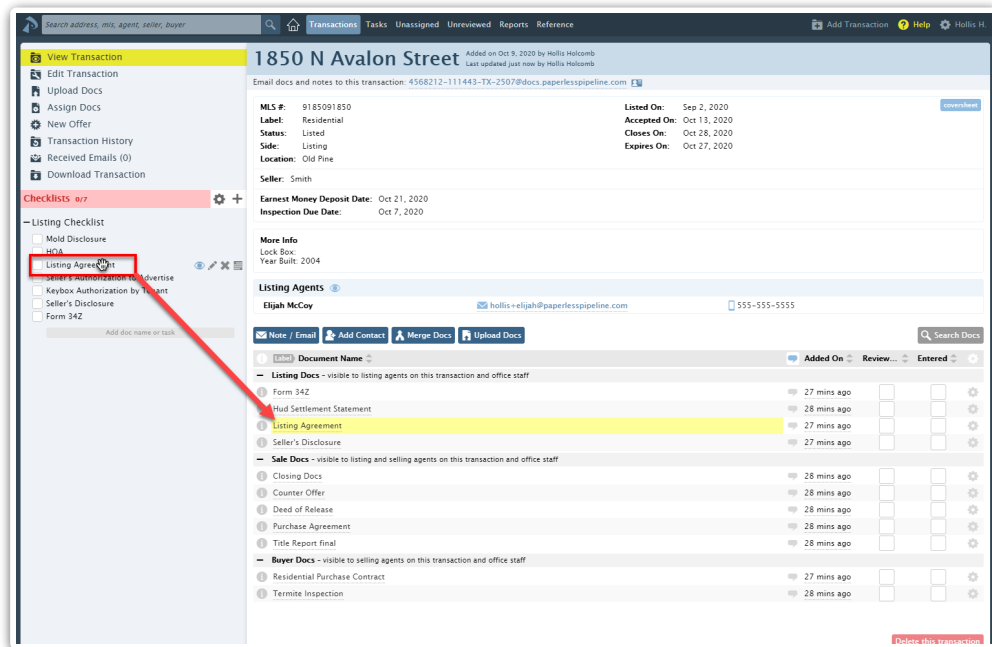 Search address, mls, agent, seller, buyer
Transactions Tasks Unassigned Unreviewed Reports Reference
Add Transaction ? Help Hollis H.
View Transaction
Edit Transaction
Upload Docs
Assign Docs
New Offer
Transaction History
Received Emails (0)
Download Transaction
Checklists 0/7
Listing Checklist
Mold Disclosure
HOA
Listing
Seller's Authorization to Advertise
Keybox Authorization by Tenant
Seller's Disclosure
Form 34Z
Add doc name or task
1850 N Avalon Street
Added on Oct 9, 2020 by Hollis Holcomb
Last updated just now by Hollis Holcomb
Email docs and notes to this transaction: 4568212-111443-TX-2507@docs.paperlesspipeline.com
MLS #: 9185091850
Label: Residential
Status: Listed
Side: Listing
Location: Old Pine
Listed On: Sep 2, 2020
Accepted On: Oct 13, 2020
Closes On: Oct 28, 2020
Expires On: Oct 27, 2020
coversheet
Seller: Smith
Earnest Money Deposit Date: Oct 21, 2020
Inspection Due Date: Oct 7, 2020
More Info
Lock Box:
Year Built: 2004
Listing Agents
Elijah McCoy hollis+elijah@paperlesspipeline.com 555-555-5555
Note / Email Add Contact Merge Docs Upload Docs Search Docs
Label Document Name Added On Review... Entered
Listing Docs - visible to listing agents on this transaction and office staff
Form 34Z 27 mins ago
Hud Settlement Statement 28 mins ago
Listing Agreement 27 mins ago
Seller's Disclosure 27 mins ago
Sale Docs - visible to listing and selling agents on this transaction and office staff
Closing Docs 28 mins ago
Counter Offer 28 mins ago
Deed of Release 28 mins ago
Purchase Agreement 28 mins ago
Title Report final 28 mins ago
Buyer Docs - visible to selling agents on this transaction and office staff
Residential Purchase Contract 27 mins ago
Termite Inspection 28 mins ago
Delete this transaction